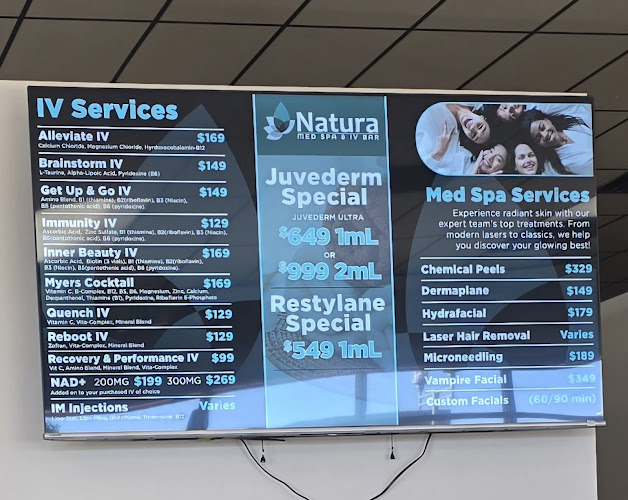 IV Services
Alleviate IV $169
Calcium Chloride, Magnesium Chloride, Hyrdoxocobalamin-B12
Brainstorm IV $149
L-Taurine, Alpha-Lipoic Acid, Pyridoxine (B6)
Get Up & Go IV $149
Amino Blend, B1 (thiamine), B2(riboflavin), B3 (Niacin),
B5 (pantothenic acid), B6 (pyridoxine).
Immunity IV $129
Ascorbic Acid, Zinc Sulfate, B1 (thiamine), B2(riboflavin), B3 (Niacin),
B5(pantothenic acid), B6 (pyridoxine).
Inner Beauty IV $169
Ascorbic Acid, Biotin (3 vials), B1 (Thiamine), B2(riboflavin),
B3 (Niacin), B5(pantothenic acid), B6 (pyridoxine).
Myers Cocktail $169
Vitamin C, B-Complex, B12, B5, B6, Magnesium, Zinc, Calcium,
Dexpanthenol, Thiamine (B1), Pyridoxine, Riboflavin 5-Phosphate
Quench IV $129
Vitamin C, Vita-Complex, Mineral Blend
Reboot IV $129
Zofran, Vita-Complex, Mineral Blend
Recovery & Performance IV $99
Vit C, Amino Blend, Mineral Blend, Vita-Complex
NAD+ 200MG $199 300MG $269
Added on to your purchased IV of choice
IM Injections Varies
Lipo-Stat, Lipo-Mino, Glutathione, B12
Natura
MED SPA & IV BAR
Juvederm
Special
JUVEDERM ULTRA
$649 1mL
OR
$999 2mL
Restylane
Special
$549 1mL
Med Spa Services
Experience radiant skin with our
expert team's top treatments. From
modern lasers to classics, we help
you discover your glowing best!
Chemical Peels $329
Dermaplane $149
Hydrafacial $179
Laser Hair Removal Varies
Microneedling $189
Vampire Facial $349
Custom Facials (60/90 min)